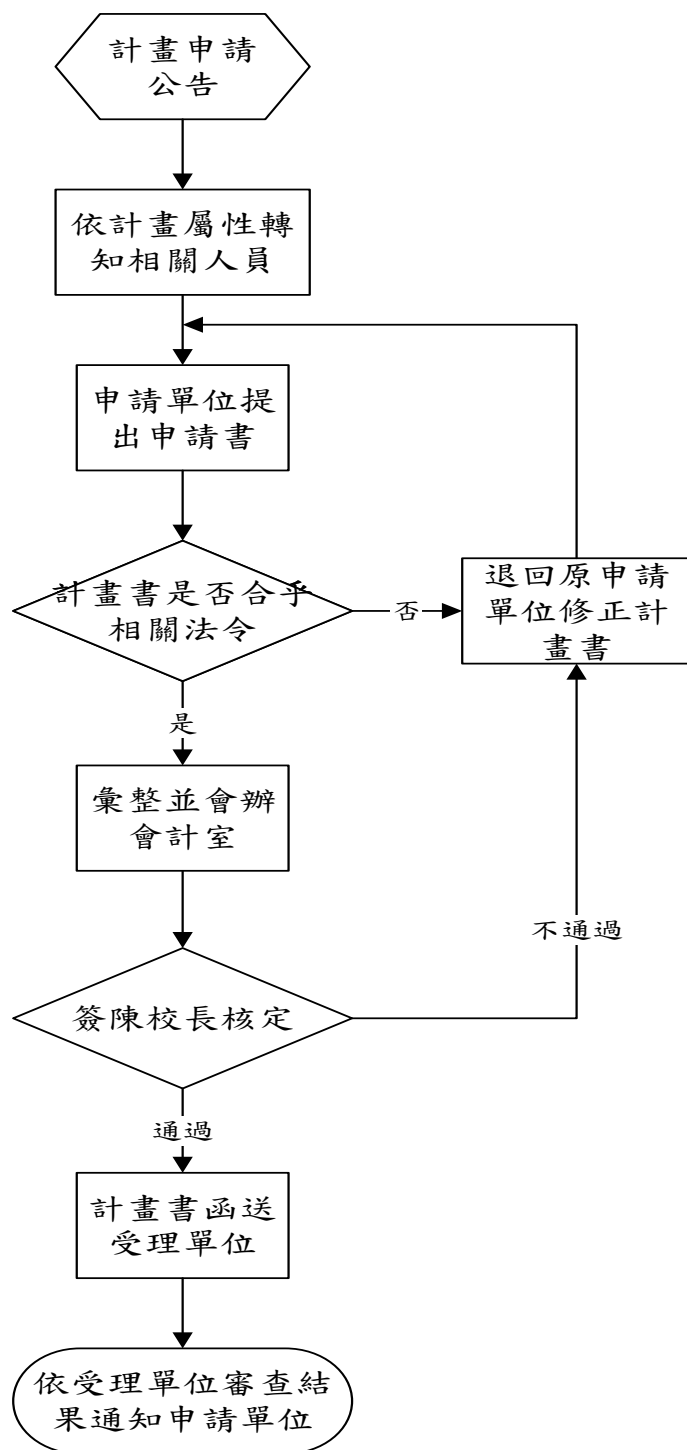 計畫申請
公告
依計畫屬性轉
知相關人員
申請單位提
出申請書
計畫書是否合乎
相關法令
否
退回原申請
單位修正計
畫書
是
彙整並會辦
會計室
不通過
簽陳校長核定
通過
計畫書函送
受理單位
依受理單位審查結
果通知申請單位